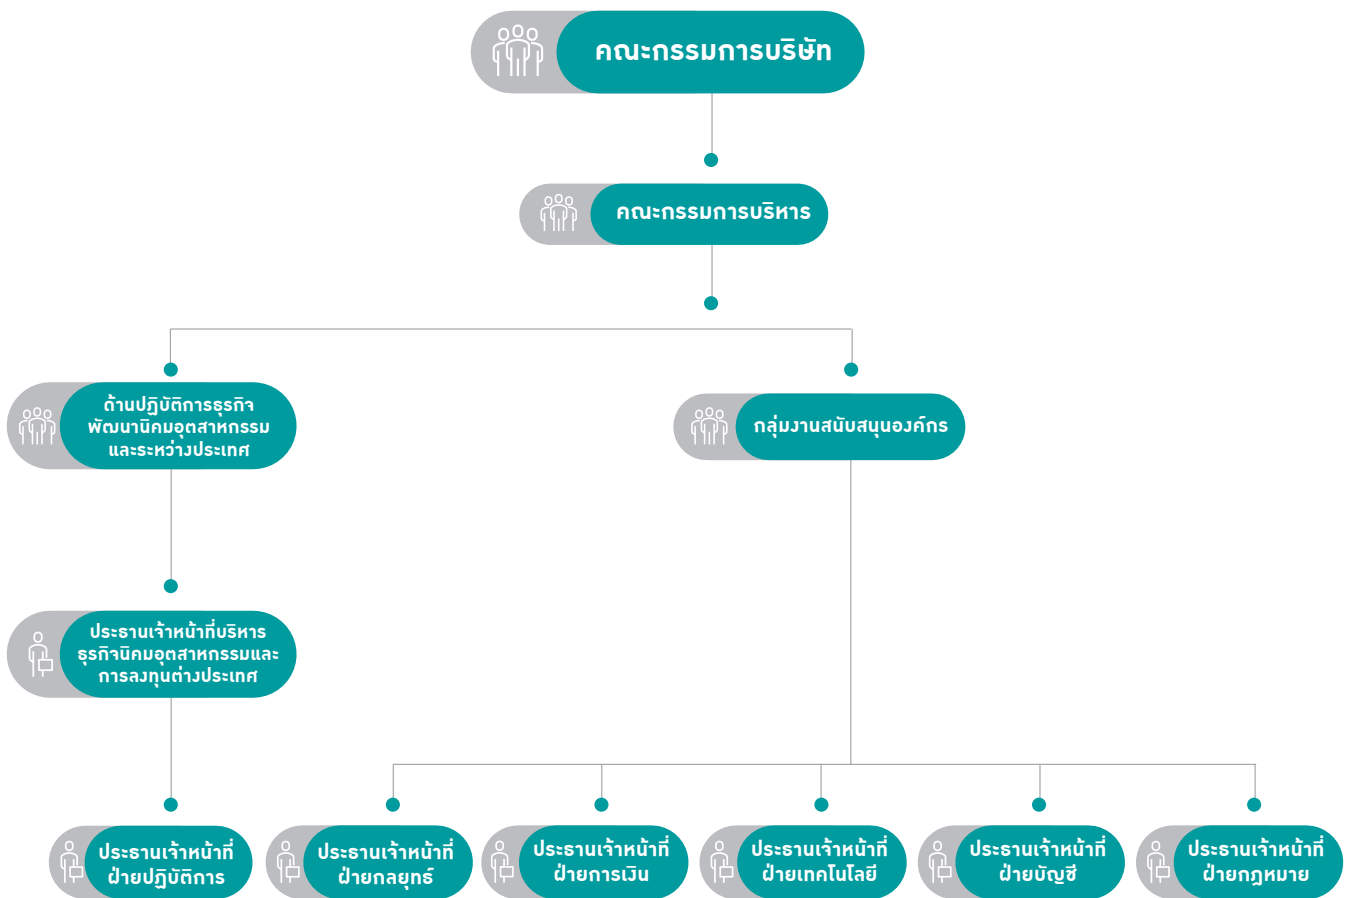 คณะกรรมการบริษัท
คณะกรรมการบริหาร
ด้านปฏิบัติการธุรกิจ
พัฒนานิคมอุตสาหกรรม
และระหว่างประเทศ
กลุ่มงานสนับสนุนองค์กร
ประธานเจ้าหน้าที่บริหาร
ธุรกิจนิคมอุตสาหกรรมและ
การลงทุนต่างประเทศ
ประธานเจ้าหน้าที่
ฝ่ายปฏิบัติการ
ประธานเจ้าหน้าที่
ฝ่ายกลยุทธ์
ประธานเจ้าหน้าที่
ฝ่ายการเงิน
ประธานเจ้าหน้าที่
ฝ่ายเทคโนโลยี
ประธานเจ้าหน้าที่
ฝ่ายบัญชี
ประธานเจ้าหน้าที่
ฝ่ายกฎหมาย